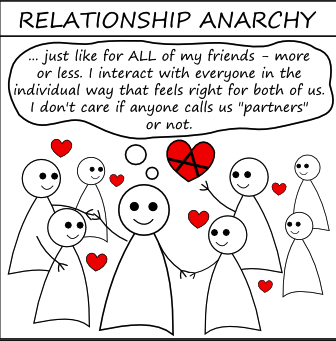 RELATIONSHIP ANARCHY
... just like for ALL of my friends - more
or less. I interact with everyone in the
individual way that feels right for both of us.
I don't care if anyone calls us "partners"
or not.